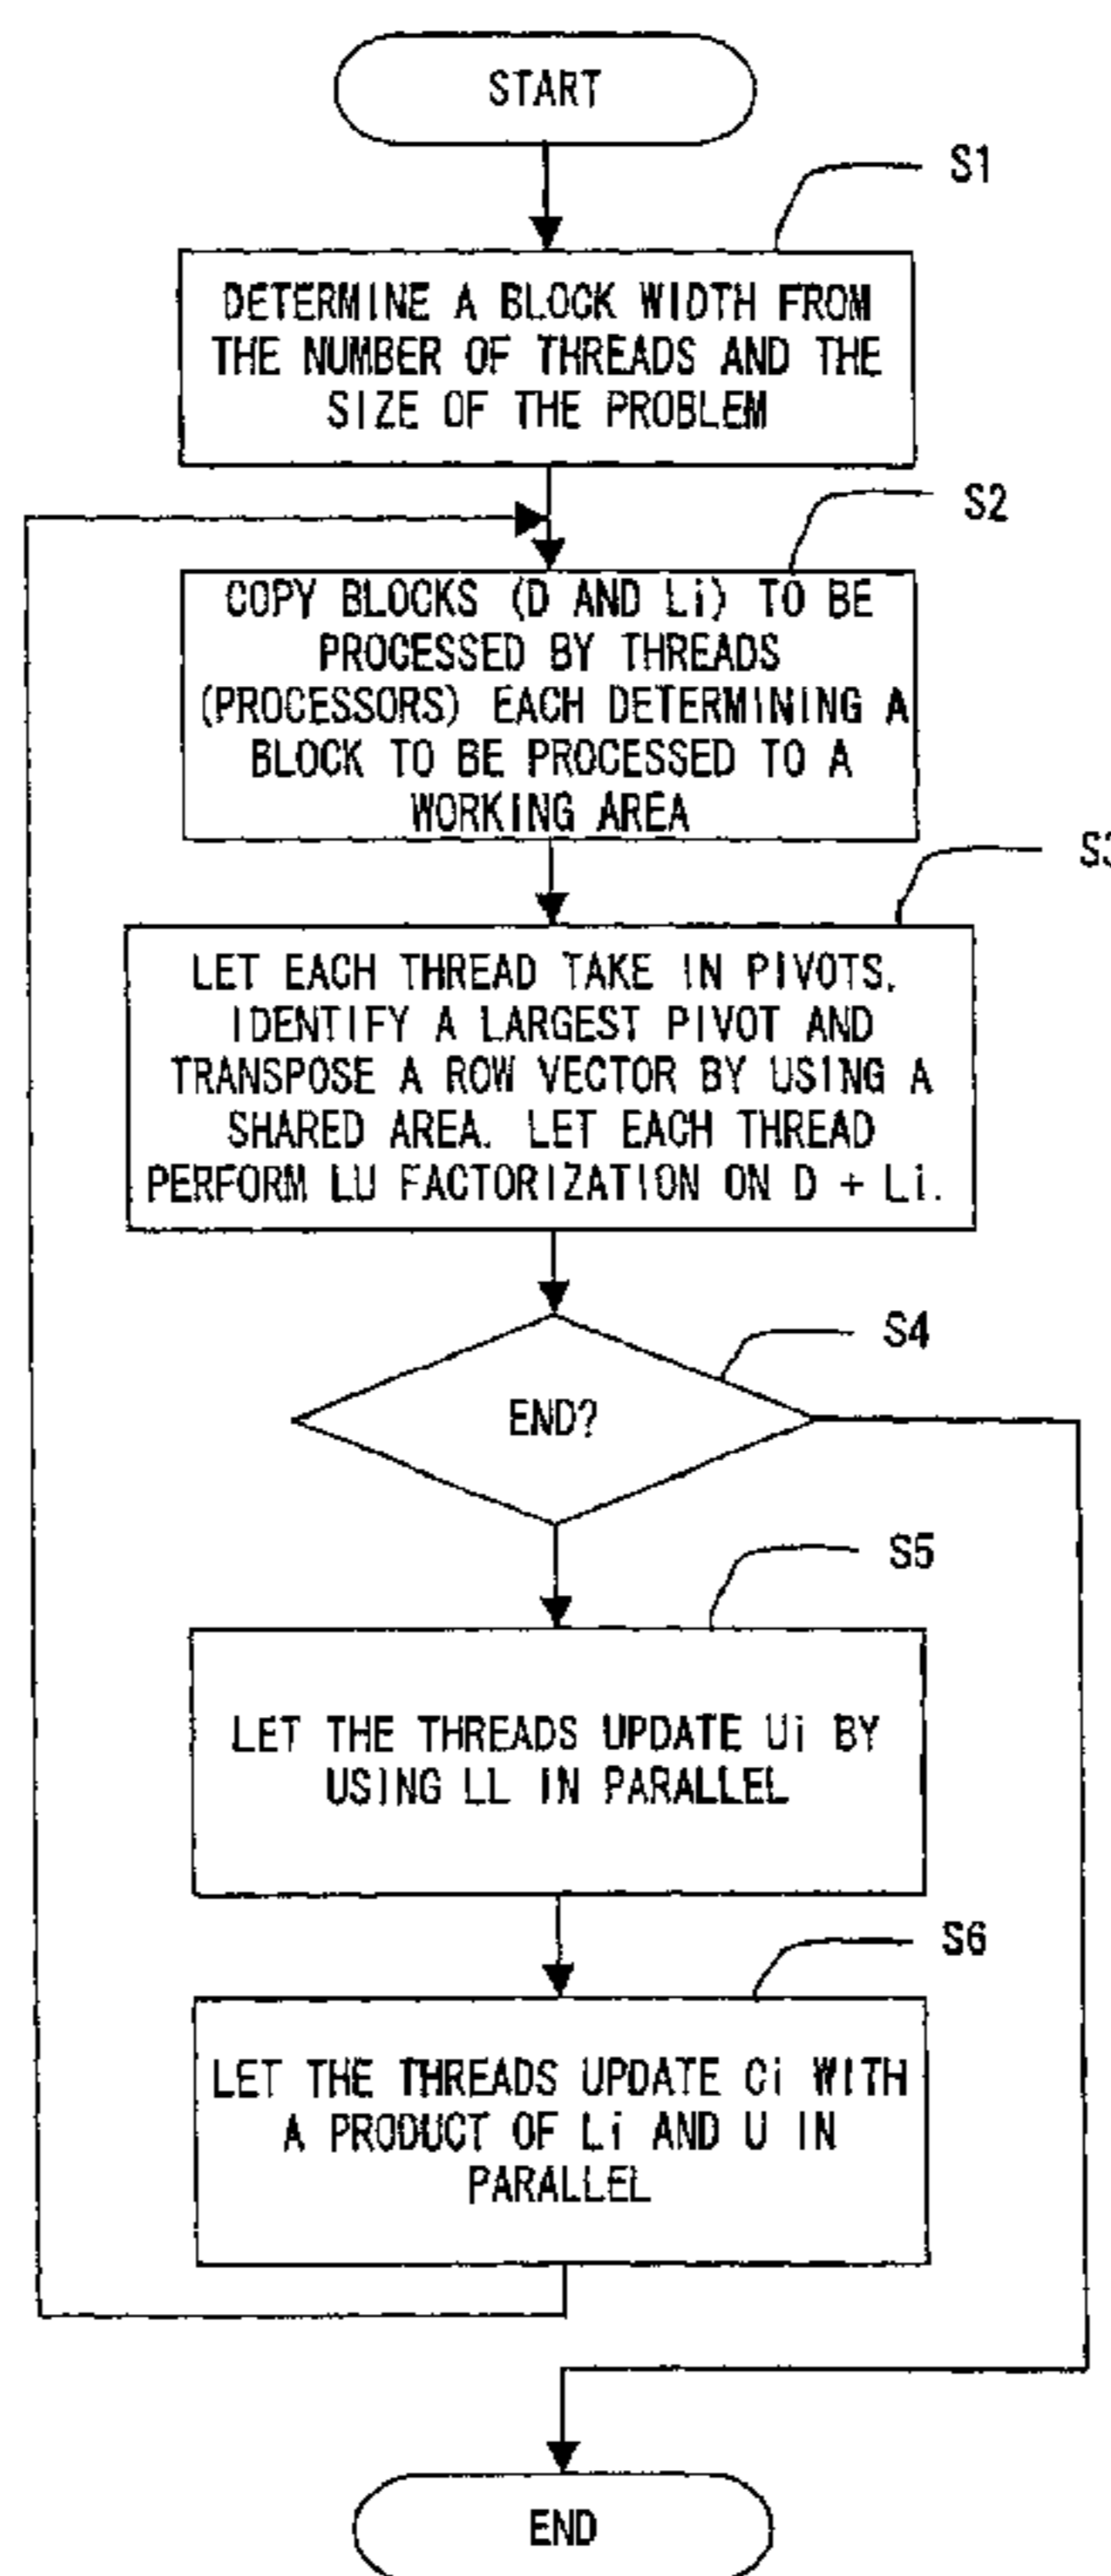 START
S1
DETERMINE A BLOCK WIDTH FROM
THE NUMBER OF THREADS AND THE
SIZE OF THE PROBLEM
S2
COPY BLOCKS (D AND Li) TO BE
PROCESSED BY THREADS
(PROCESSORS) EACH DETERMINING A
BLOCK TO BE PROCESSED TO A
WORKING AREA
S3
LET EACH THREAD TAKE IN PIVOTS,
IDENTIFY A LARGEST PIVOT AND
TRANSPOSE A ROW VECTOR BY USING A
SHARED AREA. LET EACH THREAD
PERFORM LU FACTORIZATION ON D + Li.
S4
END?
S5
LET THE THREADS UPDATE Ui BY
USING LL IN PARALLEL
S6
LET THE THREADS UPDATE Ci WITH
A PRODUCT OF Li AND U IN
PARALLEL
END